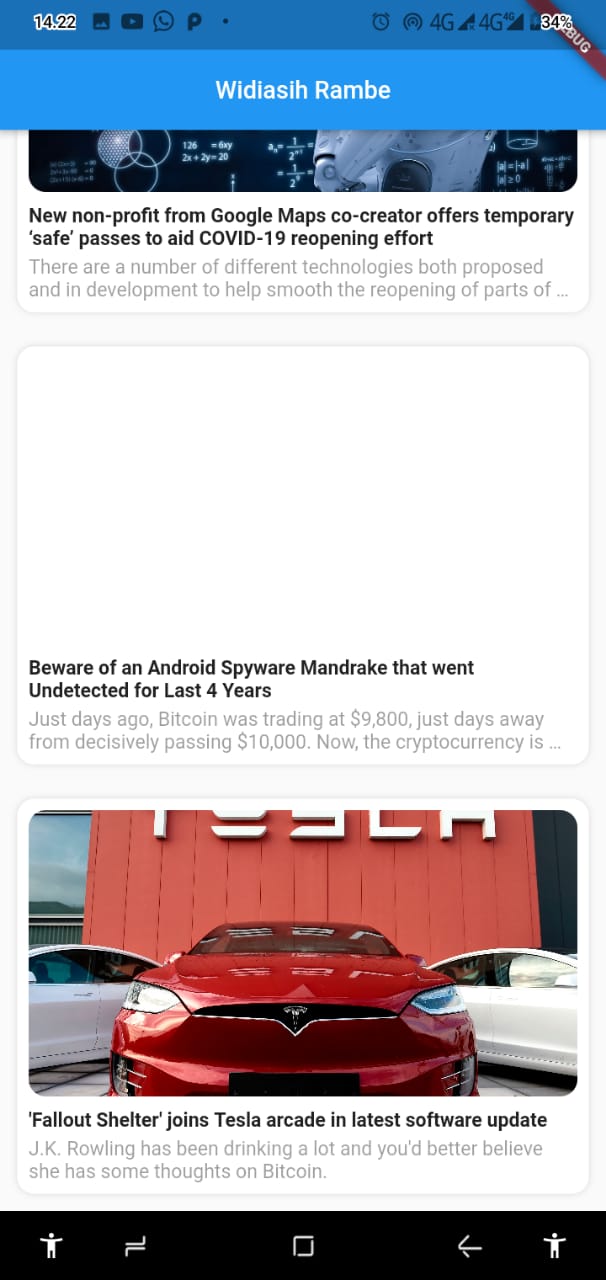 14.22
4G 4G 4G 34%
Widiasih Rambe
126 =6xy
2x+2y=20
New non-profit from Google Maps co-creator offers temporary
‘safe’ passes to aid COVID-19 reopening effort
There are a number of different technologies both proposed
and in development to help smooth the reopening of parts of ...
Beware of an Android Spyware Mandrake that went
Undetected for Last 4 Years
Just days ago, Bitcoin was trading at $9,800, just days away
from decisively passing $10,000. Now, the cryptocurrency is ...
TESLA
'Fallout Shelter' joins Tesla arcade in latest software update
J.K. Rowling has been drinking a lot and you'd better believe
she has some thoughts on Bitcoin.